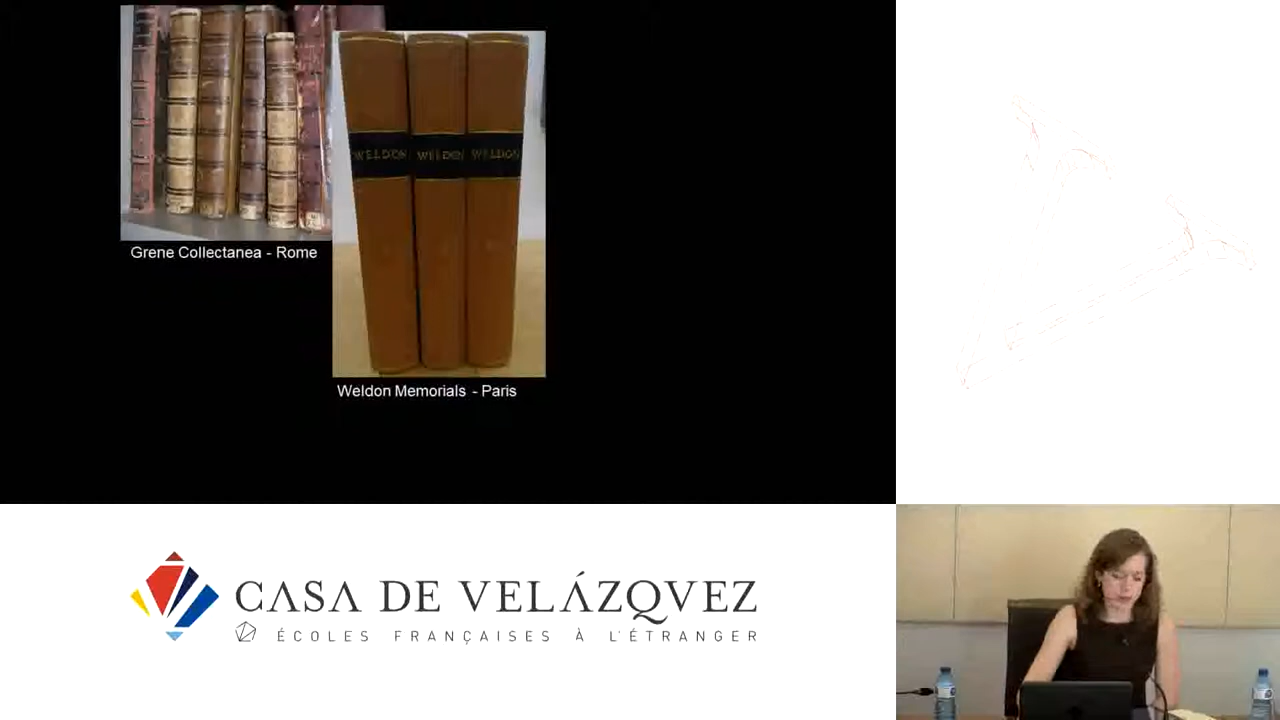 WELDON WELDON WELDON
Grene Collectanea - Rome
Weldon Memorials - Paris
CASA DE VELÁZQVEZ
ÉCOLES FRANÇAISES À L'ÉTRANGER